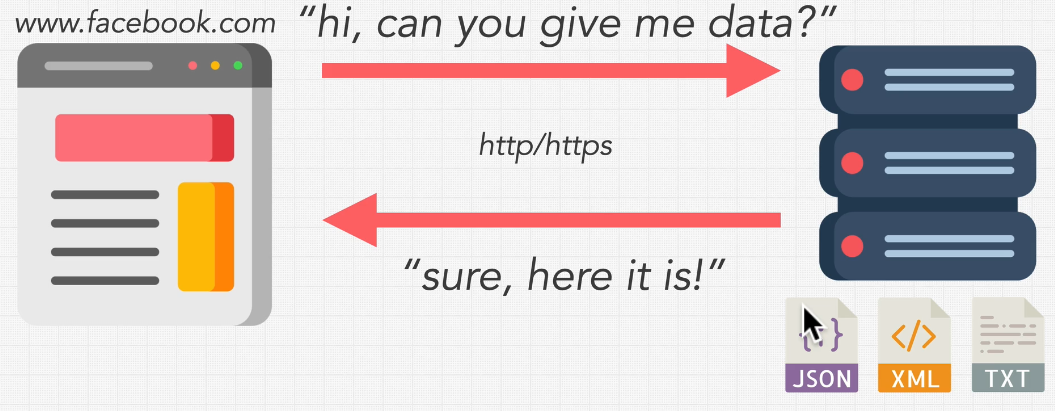 www.facebook.com
“hi, can you give me data?”
http/https
“sure, here it is!”
{ }
JSON
</>
XML
TXT